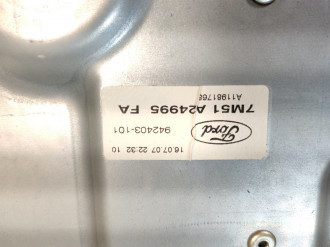 16.07.07 22:32 10
942403-101
Ford
7M51 A24995 FA
A11981768